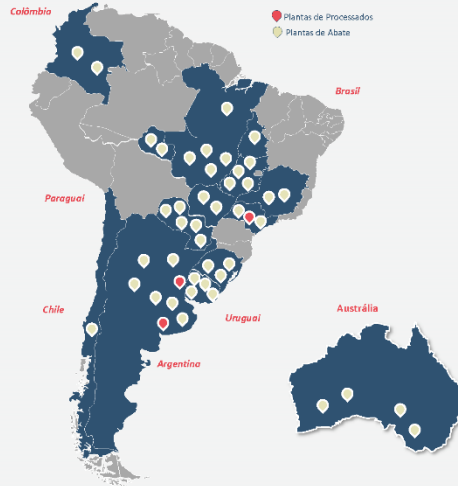 Colômbia
Plantas de Processados
Plantas de Abate
Brasil
Paraguai
Chile
Uruguai
Austrália
Argentina